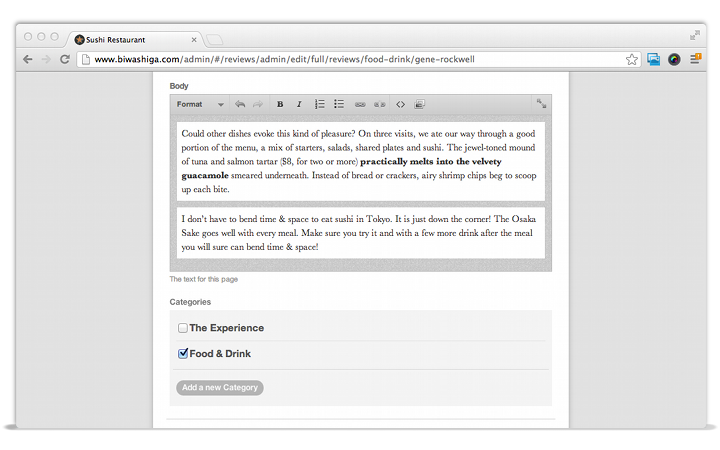 Sushi Restaurant
www.biwashiga.com/admin/#/reviews/admin/edit/full/reviews/food-drink/gene-rockwell
Body
Format B I
Could other dishes evoke this kind of pleasure? On three visits, we ate our way through a good
portion of the menu, a mix of starters, salads, shared plates and sushi. The jewel-toned mound
of tuna and salmon tartar ($8, for two or more) practically melts into the velvety
guacamole smeared underneath. Instead of bread or crackers, airy shrimp chips beg to scoop
up each bite.
I don't have to bend time & space to eat sushi in Tokyo. It is just down the corner! The Osaka
Sake goes well with every meal. Make sure you try it and with a few more drink after the meal
you will sure can bend time & space!
The text for this page
Categories
The Experience
Food & Drink
Add a new Category